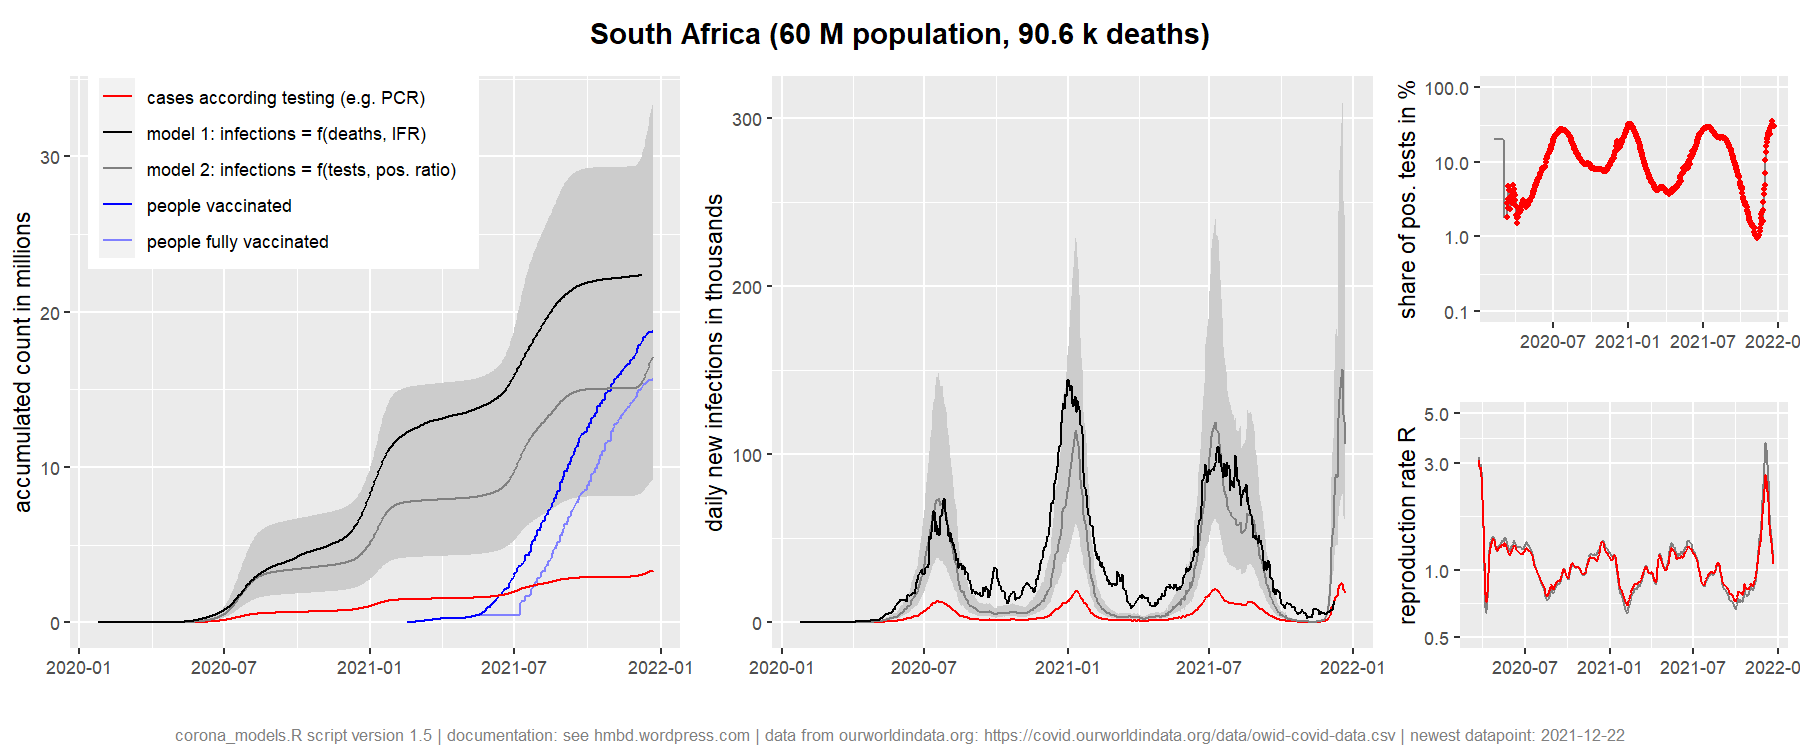 South Africa (60 M population, 90.6 k deaths)
accumulated count in millions
30
20
10
0
cases according testing (e.g. PCR)
model 1: infections = f(deaths, IFR)
model 2: infections = f(tests, pos. ratio)
people vaccinated
people fully vaccinated
2020-01 2020-07 2021-01 2021-07 2022-01
daily new infections in thousands
300
200
100
0
2020-01 2020-07 2021-01 2021-07 2022-01
share of pos. tests in %
100.0
10.0
1.0
0.1
2020-07 2021-01 2021-07 2022-0
reproduction rate R
5.0
3.0
1.0
0.5
2020-07 2021-01 2021-07 2022-0
corona_models.R script version 1.5 | documentation: see hmbd.wordpress.com | data from ourworldindata.org: https://covid.ourworldindata.org/data/owid-covid-data.csv | newest datapoint: 2021-12-22